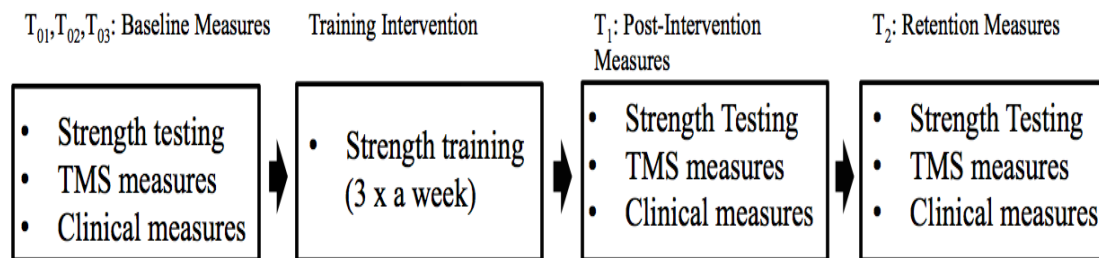 T01,T02,T03: Baseline Measures
• Strength testing
• TMS measures
• Clinical measures
Training Intervention
• Strength training
(3 x a week)
T1: Post-Intervention
Measures
• Strength Testing
• TMS measures
• Clinical measures
T2: Retention Measures
• Strength Testing
• TMS measures
• Clinical measures